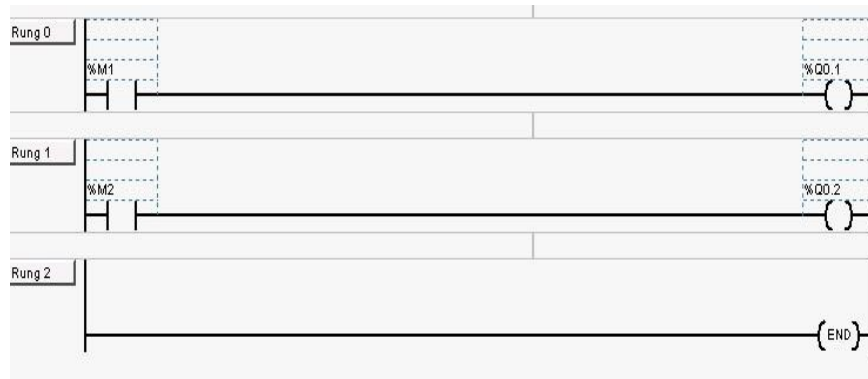 Rung 0
%M1
%Q0.1
Rung 1
%M2
%Q0.2
Rung 2
END